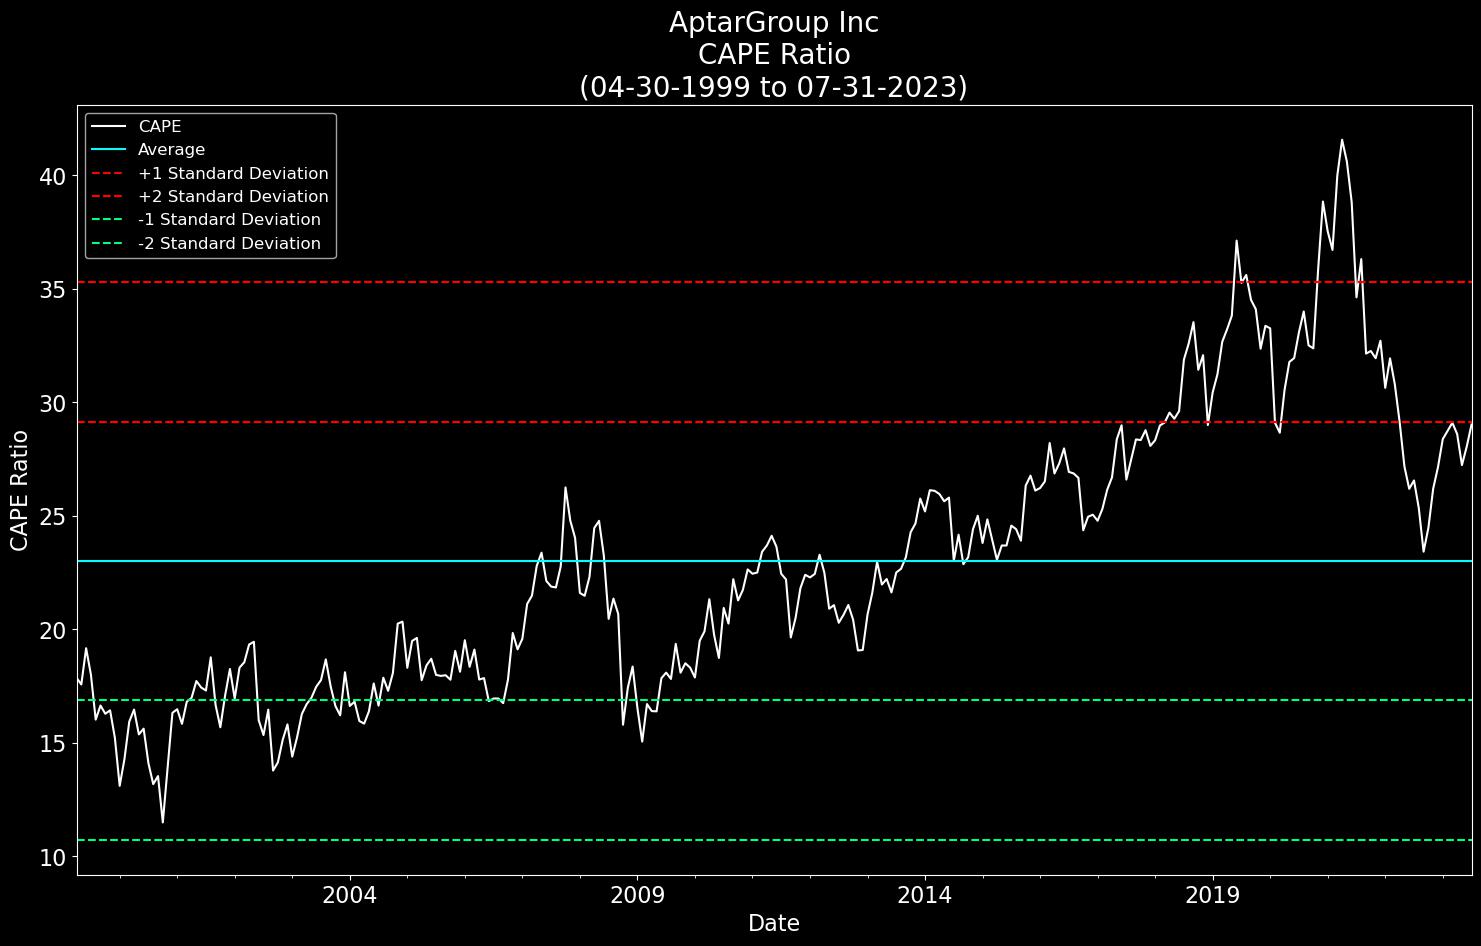 AptarGroup Inc
CAPE Ratio
(04-30-1999 to 07-31-2023)
CAPE
Average
+1 Standard Deviation
+2 Standard Deviation
-1 Standard Deviation
-2 Standard Deviation
40
35
30
25
20
15
10
CAPE Ratio
2004 2009 2014 2019
Date